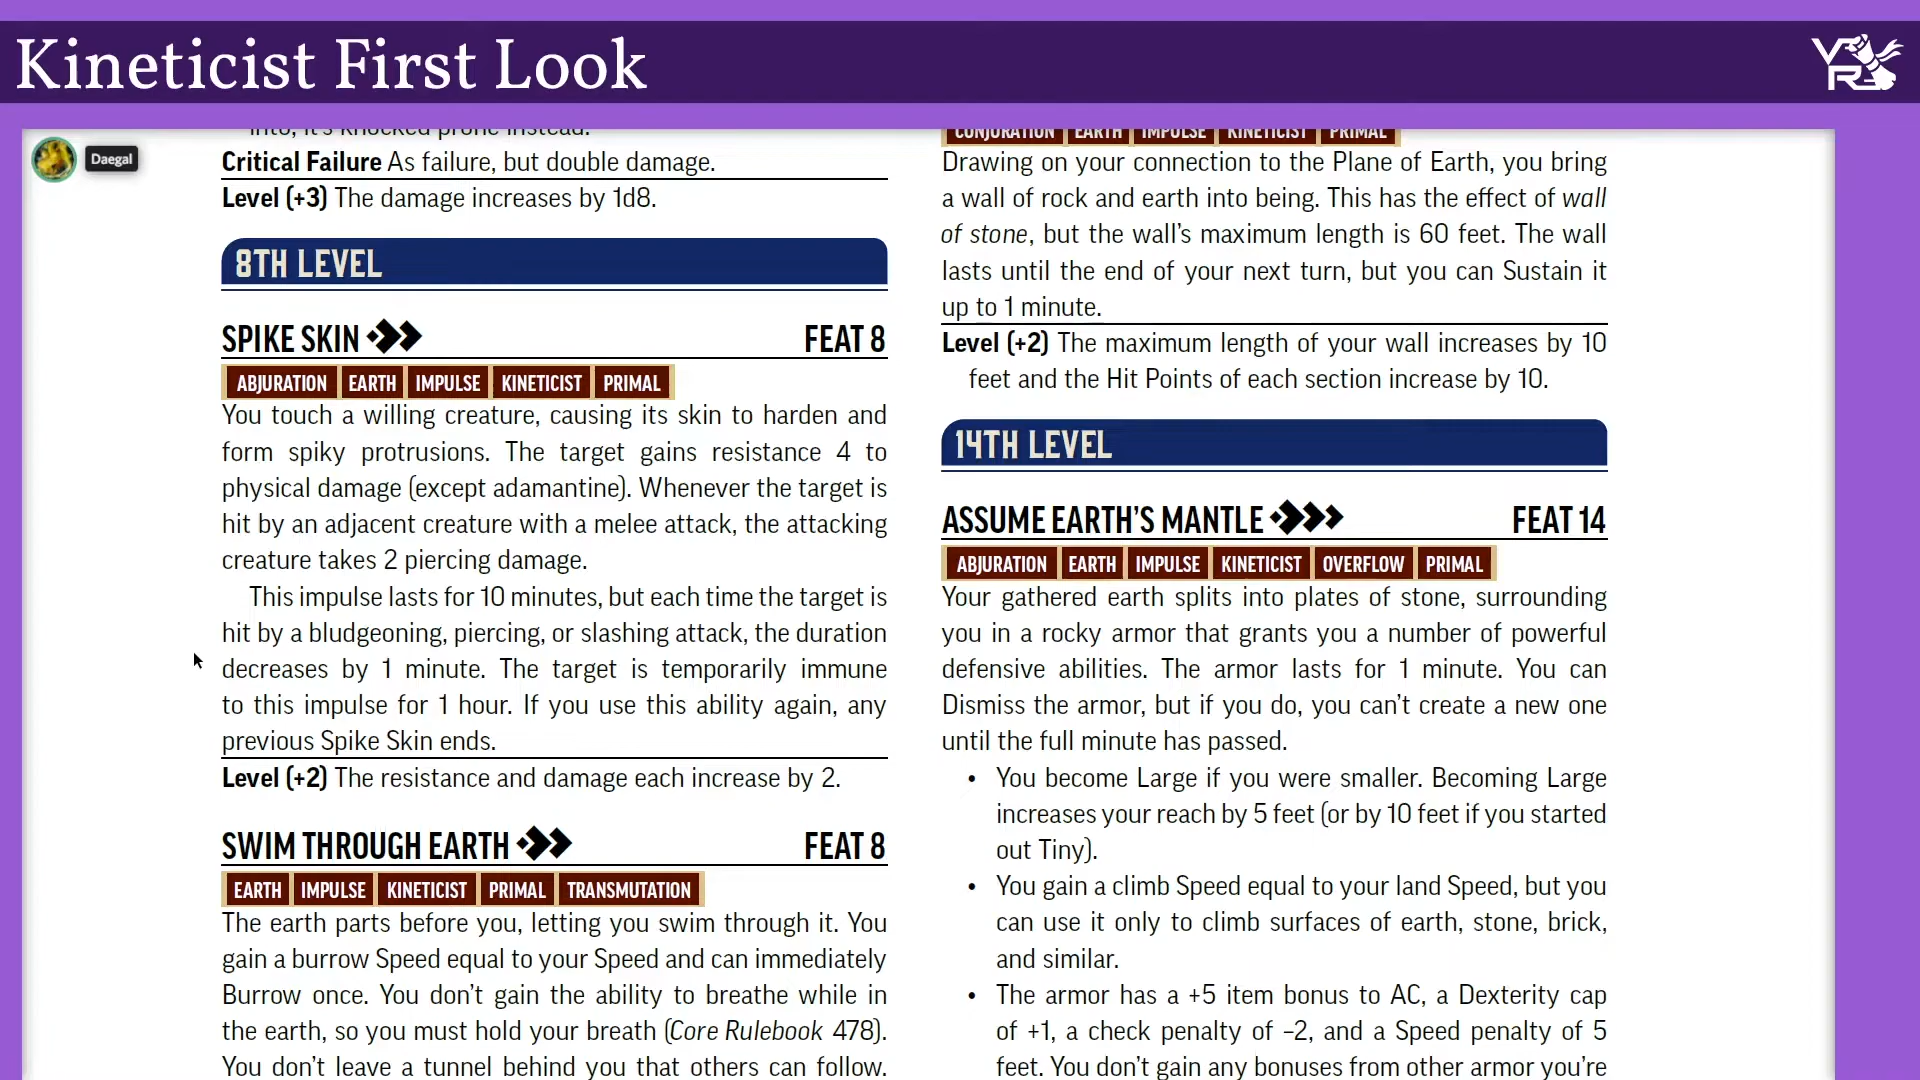 Kineticist First Look
VR
Daegal
into, it's knocked prone instead.
Critical Failure As failure, but double damage.
Level (+3) The damage increases by 1d8.
8TH LEVEL
SPIKE SKIN FEAT 8
ABJURATION EARTH IMPULSE KINETICIST PRIMAL
You touch a willing creature, causing its skin to harden and
form spiky protrusions. The target gains resistance 4 to
physical damage (except adamantine). Whenever the target is
hit by an adjacent creature with a melee attack, the attacking
creature takes 2 piercing damage.
This impulse lasts for 10 minutes, but each time the target is
hit by a bludgeoning, piercing, or slashing attack, the duration
decreases by 1 minute. The target is temporarily immune
to this impulse for 1 hour. If you use this ability again, any
previous Spike Skin ends.
Level (+2) The resistance and damage each increase by 2.
SWIM THROUGH EARTH FEAT 8
EARTH IMPULSE KINETICIST PRIMAL TRANSMUTATION
The earth parts before you, letting you swim through it. You
gain a burrow Speed equal to your Speed and can immediately
Burrow once. You don't gain the ability to breathe while in
the earth, so you must hold your breath (Core Rulebook 478).
You don't leave a tunnel behind you that others can follow.
CONJURATION EARTH IMPULSE KINETICIST PRIMAL
Drawing on your connection to the Plane of Earth, you bring
a wall of rock and earth into being. This has the effect of wall
of stone, but the wall's maximum length is 60 feet. The wall
lasts until the end of your next turn, but you can Sustain it
up to 1 minute.
Level (+2) The maximum length of your wall increases by 10
feet and the Hit Points of each section increase by 10.
14TH LEVEL
ASSUME EARTH'S MANTLE FEAT 14
ABJURATION EARTH IMPULSE KINETICIST OVERFLOW PRIMAL
Your gathered earth splits into plates of stone, surrounding
you in a rocky armor that grants you a number of powerful
defensive abilities. The armor lasts for 1 minute. You can
Dismiss the armor, but if you do, you can't create a new one
until the full minute has passed.
• You become Large if you were smaller. Becoming Large
increases your reach by 5 feet (or by 10 feet if you started
out Tiny).
• You gain a climb Speed equal to your land Speed, but you
can use it only to climb surfaces of earth, stone, brick,
and similar.
• The armor has a +5 item bonus to AC, a Dexterity cap
of +1, a check penalty of –2, and a Speed penalty of 5
feet. You don't gain any bonuses from other armor you're